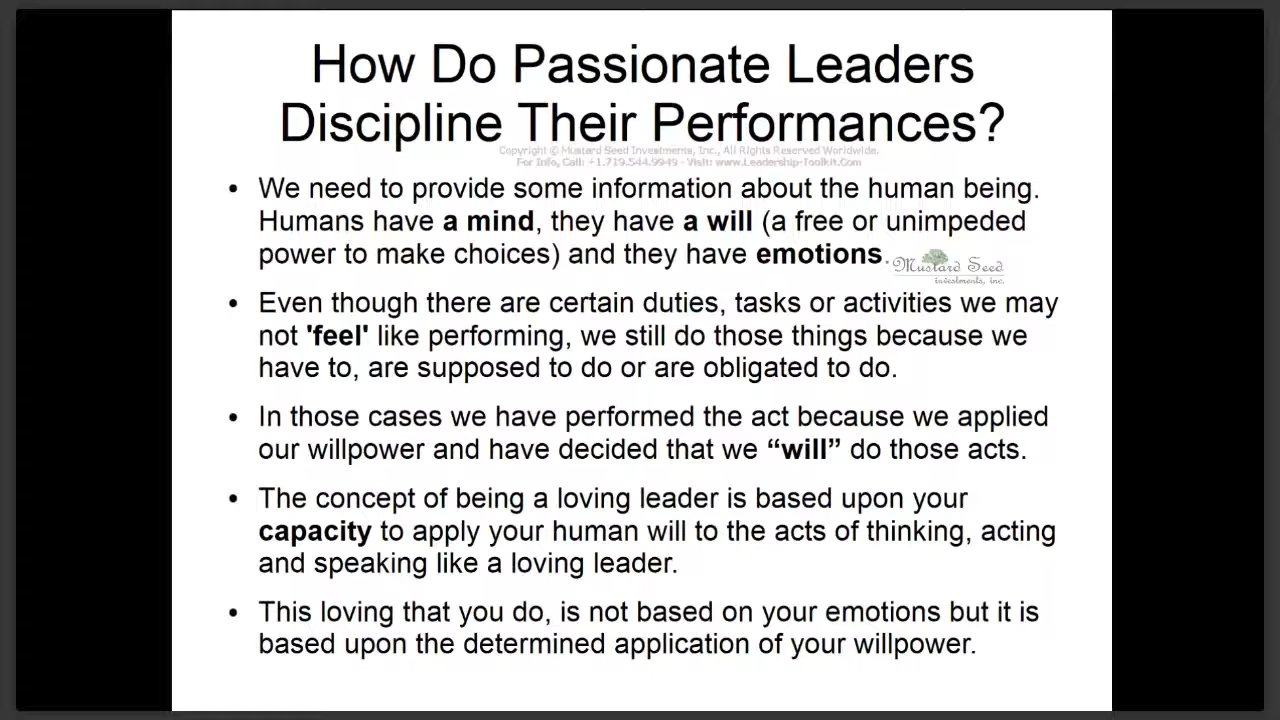 How Do Passionate Leaders
Discipline Their Performances?
Copyright © Mustard Seed Investments, Inc., All Rights Reserved Worldwide.
For Info, Call: +1.719.544.9949 - Visit: www.Leadership-Toolkit.Com
• We need to provide some information about the human being.
Humans have a mind, they have a will (a free or unimpeded
power to make choices) and they have emotions.
Mustard Seed
investments, inc.
• Even though there are certain duties, tasks or activities we may
not 'feel' like performing, we still do those things because we
have to, are supposed to do or are obligated to do.
• In those cases we have performed the act because we applied
our willpower and have decided that we “will” do those acts.
• The concept of being a loving leader is based upon your
capacity to apply your human will to the acts of thinking, acting
and speaking like a loving leader.
• This loving that you do, is not based on your emotions but it is
based upon the determined application of your willpower.